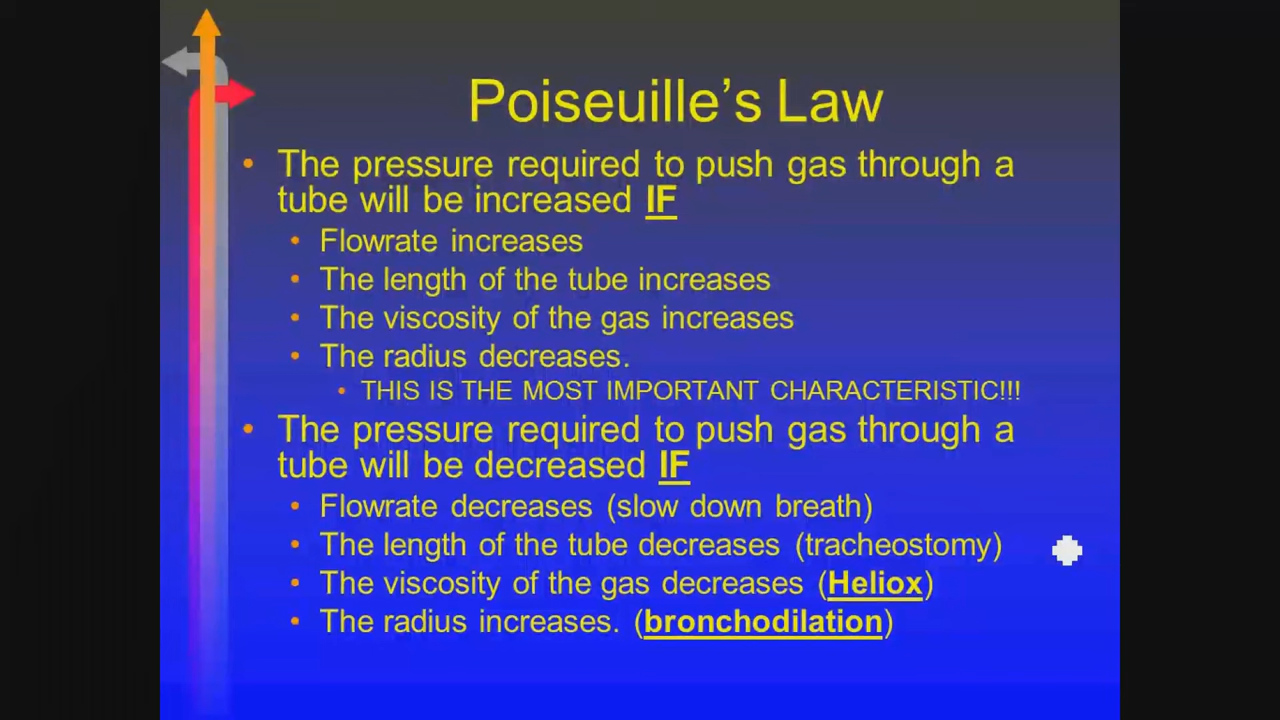 Poiseuille's Law
• The pressure required to push gas through a
tube will be increased IF
• Flowrate increases
• The length of the tube increases
• The viscosity of the gas increases
• The radius decreases.
• THIS IS THE MOST IMPORTANT CHARACTERISTIC!!!
• The pressure required to push gas through a
tube will be decreased IF
• Flowrate decreases (slow down breath)
• The length of the tube decreases (tracheostomy)
• The viscosity of the gas decreases (Heliox)
• The radius increases. (bronchodilation)